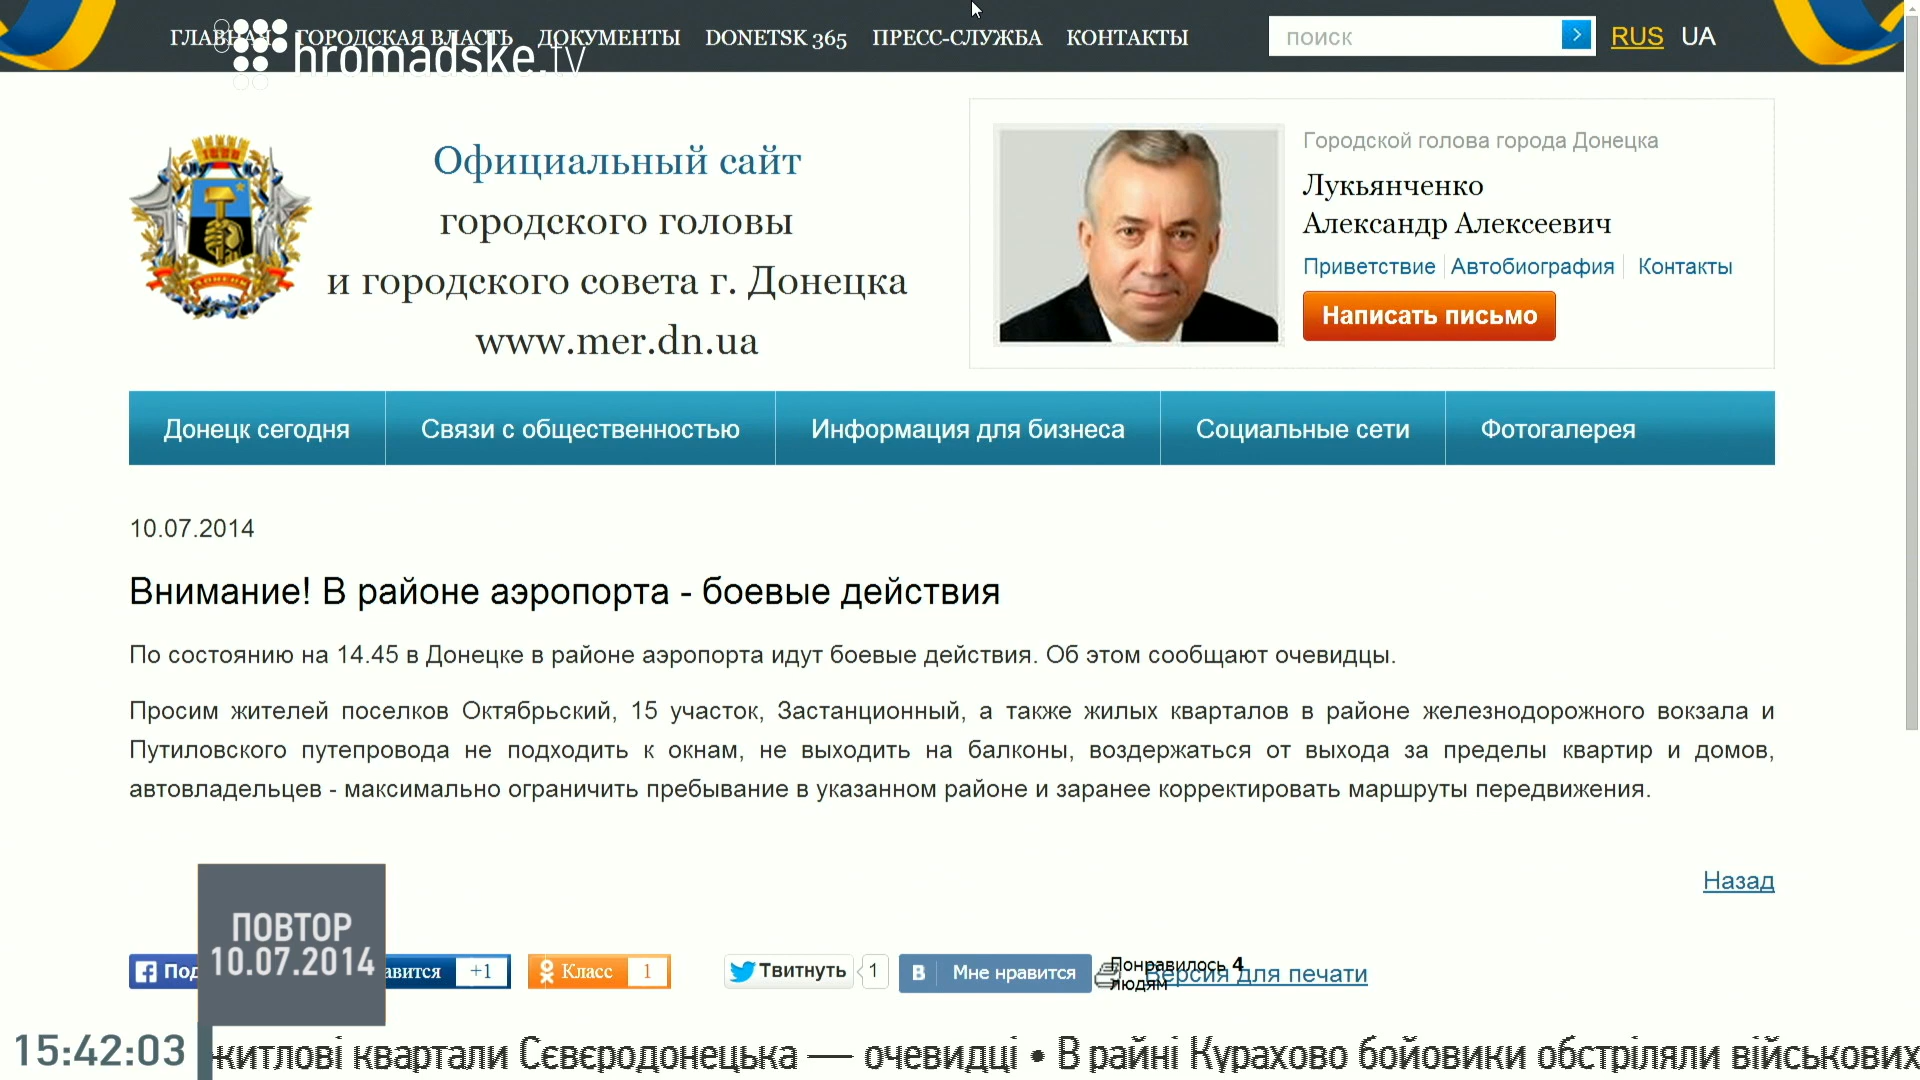 ГЛАВНАЯ ГОРОДСКАЯ ВЛАСТЬ ДОКУМЕНТЫ DONETSK 365 ПРЕСС-СЛУЖБА КОНТАКТЫ поиск RUS UA
hromadske.tv
Официальный сайт
городского головы
и городского совета г. Донецка
www.mer.dn.ua
Городской голова города Донецка
Лукьянченко
Александр Алексеевич
Приветствие Автобиография Контакты
Написать письмо
Донецк сегодня Связи с общественностью Информация для бизнеса Социальные сети Фотогалерея
10.07.2014
Внимание! В районе аэропорта - боевые действия
По состоянию на 14.45 в Донецке в районе аэропорта идут боевые действия. Об этом сообщают очевидцы.
Просим жителей поселков Октябрьский, 15 участок, Застанционный, а также жилых кварталов в районе железнодорожного вокзала и
Путиловского путепровода не подходить к окнам, не выходить на балконы, воздержаться от выхода за пределы квартир и домов,
автовладельцев - максимально ограничить пребывание в указанном районе и заранее корректировать маршруты передвижения.
Назад
ПОВТОР
10.07.2014
+1 Класс 1 Твитнуть 1 В Мне нравится Понравилось 4 людям Версия для печати
15:42:03 житлові квартали Сєвєродонецька — очевидці • В райні Курахово бойовики обстріляли військових